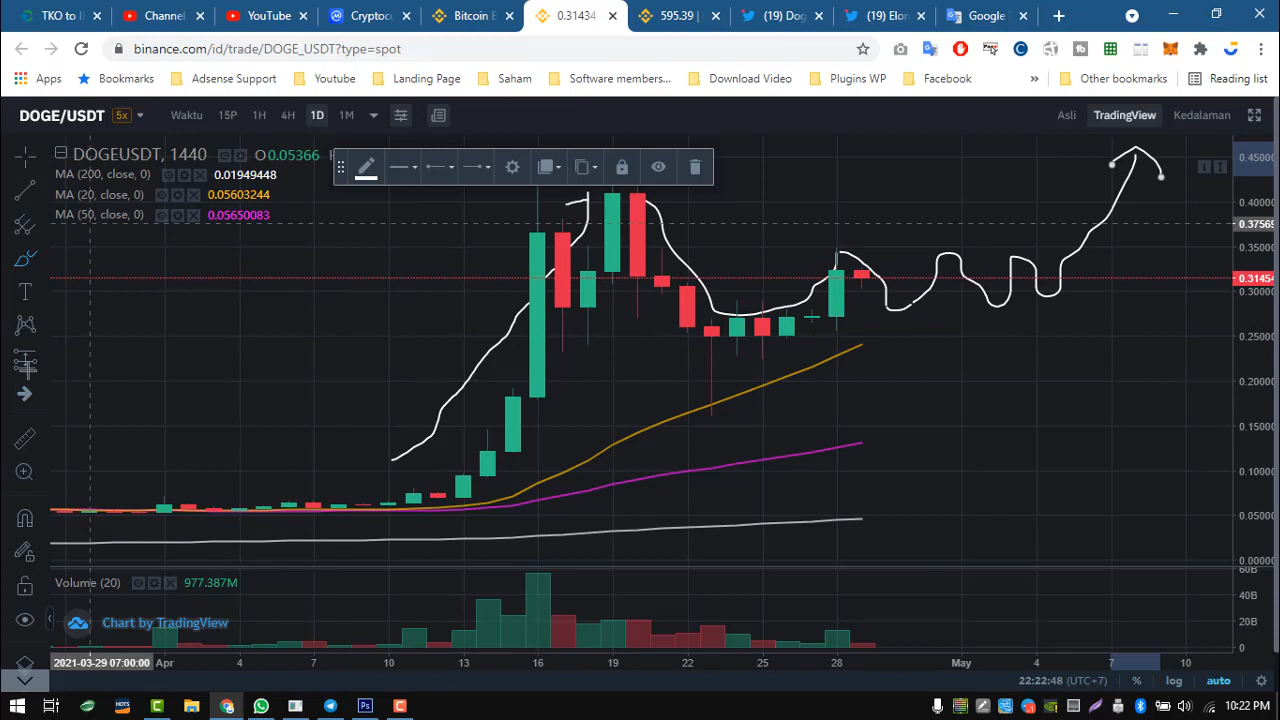 TKO to I
Channel
YouTube
Cryptoc
Bitcoin E
0.31434
595.39 |
(19) Dog
(19) Elor
Google T
binance.com/id/trade/DOGE_USDT?type=spot
Apps
Bookmarks
Adsense Support
Youtube
Landing Page
Saham
Software members...
Download Video
Plugins WP
Facebook
»
Other bookmarks
Reading list
DOGE/USDT
5x
Waktu
15P
1H
4H
1D
1M
Asli
TradingView
Kedalaman
DOGEUSDT, 1440
O0.05366
MA (200, close, 0)
0.01949448
MA (20, close, 0)
0.05603244
MA (50, close, 0)
0.05650083
0.45000
0.40000
0.37569
0.35000
0.31454
0.30000
0.25000
0.20000
0.15000
0.10000
0.05000
0.00000
Volume (20)
977.387M
60B
40B
20B
0
Chart by TradingView
2021-03-29 07:00:00
Apr
4
7
10
13
16
19
22
25
28
May
4
7
10
22:22:48 (UTC+7)
%
log
auto
10:22 PM